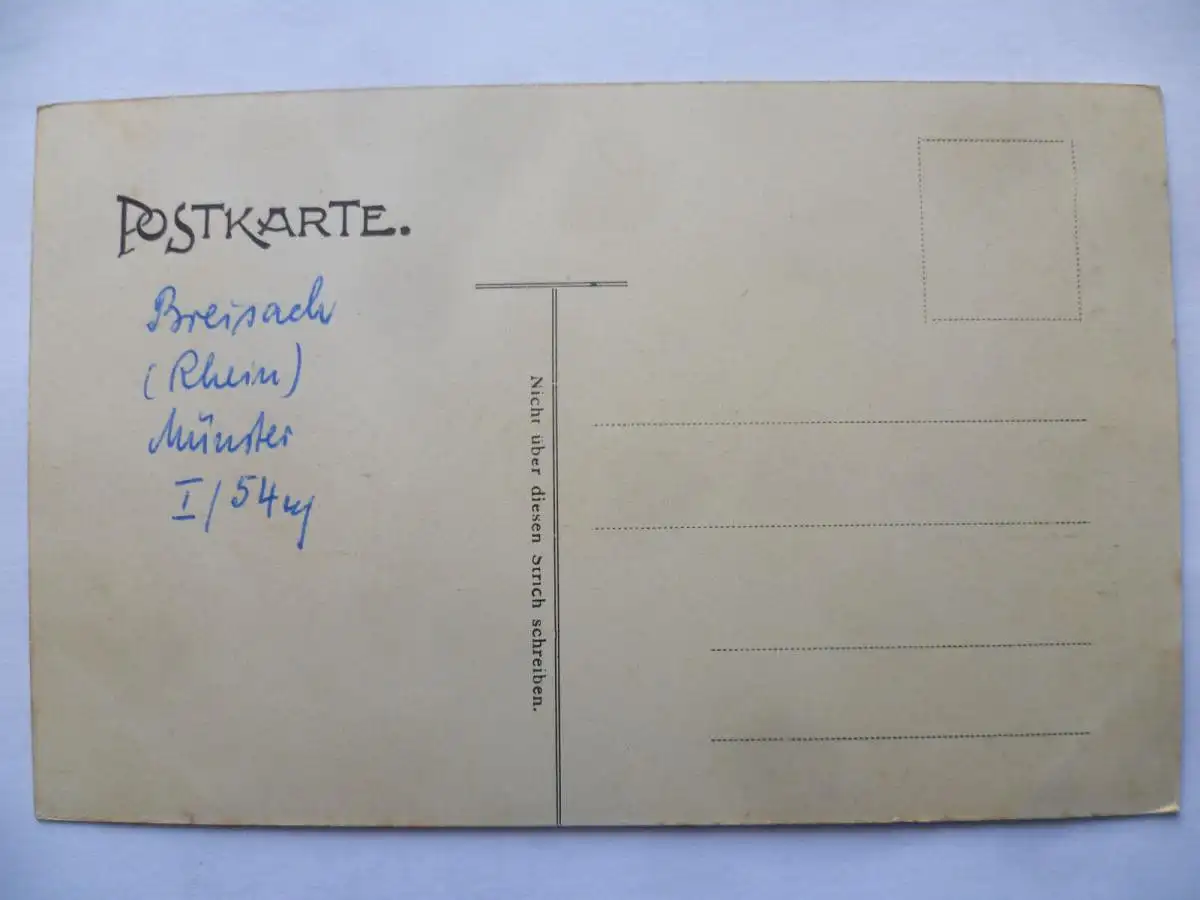 POSTKARTE.
Breisach
(Rhein)
Münster
I/54
Nicht über diesen Strich schreiben.